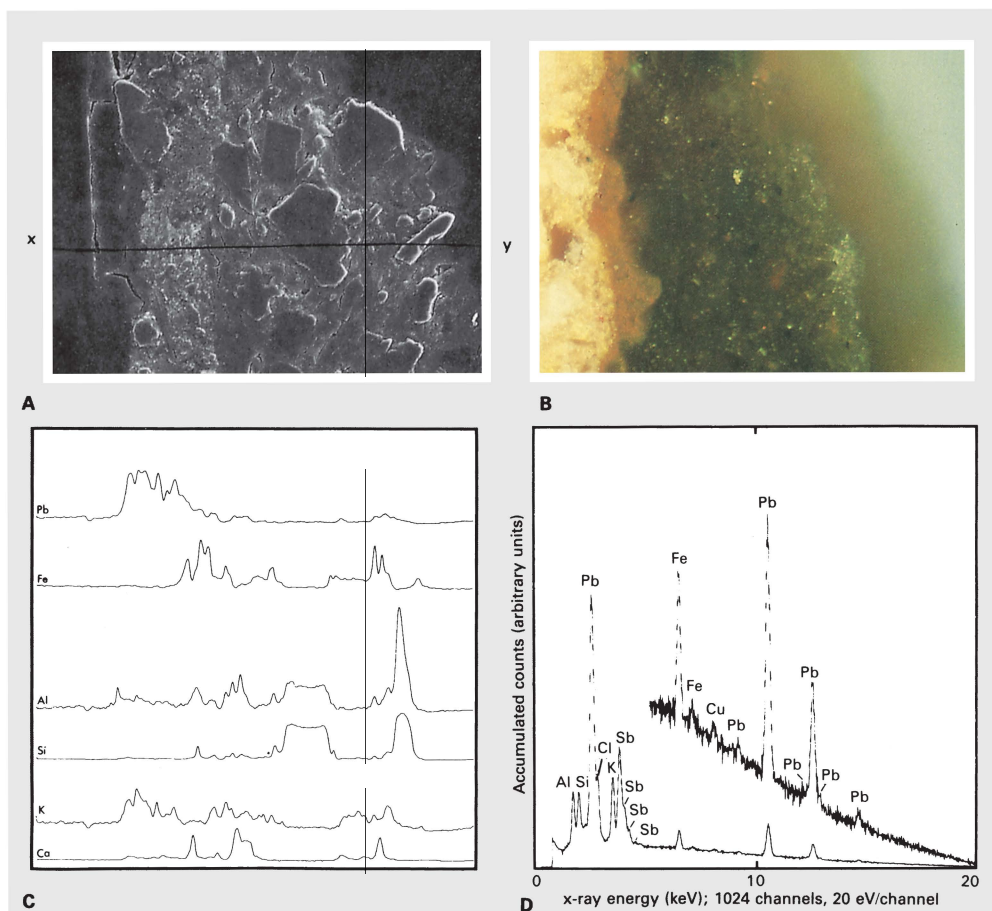 x
y
A
B
Pb
Fe
Al
Si
K
Ca
C
Accumulated counts (arbitrary units)
Pb
Fe
Pb
Fe
Cu
Pb
Pb
Pb
Pb
Pb
Al Si
Cl
K
Sb
Sb
Sb
Sb
0
10
20
x-ray energy (keV); 1024 channels, 20 eV/channel
D